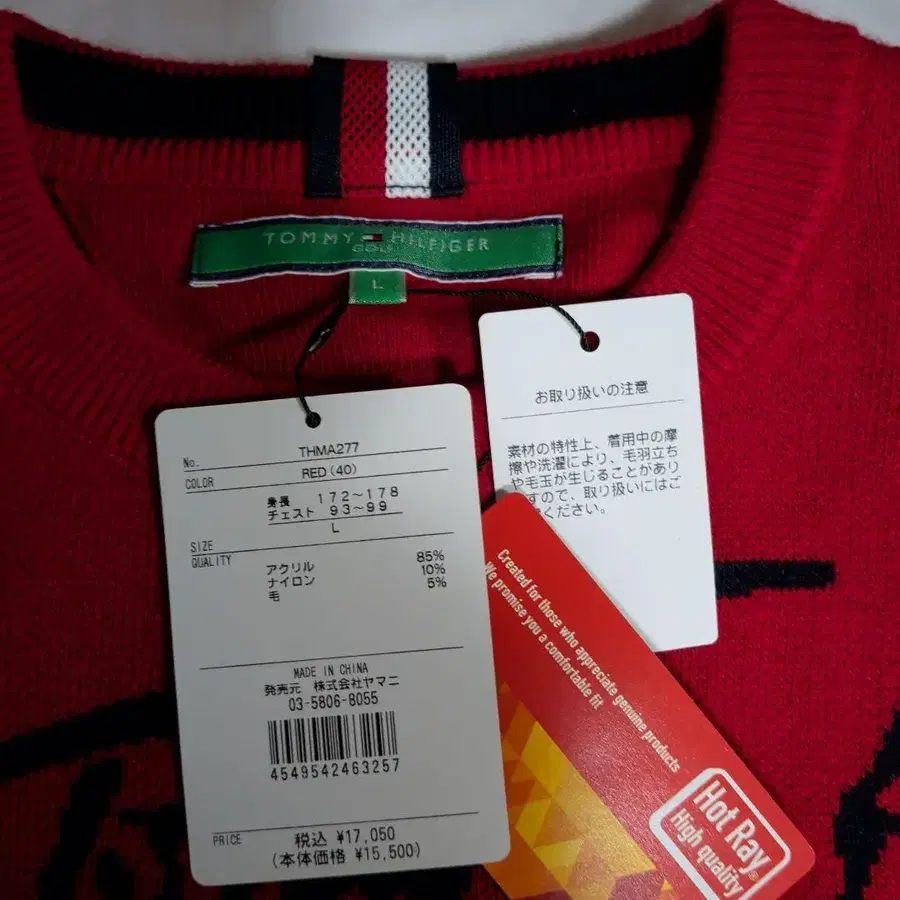 TOMMY HILFIGER
GOLF
L
No. THMA277
COLOR RED (40)
身長 172～178
チェスト 93～99
SIZE L
QUALITY
アクリル 85%
ナイロン 10%
毛 5%
MADE IN CHINA
発売元 株式会社ヤマニ
03-5806-8055
4549542463257
PRICE 税込 ¥17,050
(本体価格 ¥15,500)
お取り扱いの注意
素材の特性上、着用中の摩
擦や洗濯により、毛羽立ち
や毛玉が生じることがあり
ますので、取り扱いにはご
ください。
Created for those who appreciate genuine products
We promise you a comfortable fit
Hot Ray
High quality